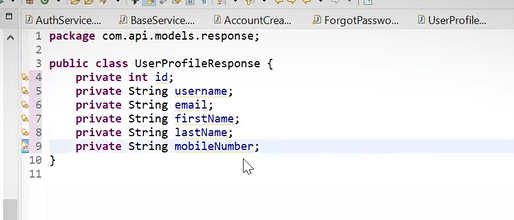 AuthService....
BaseService....
AccountCrea...
ForgotPasswo...
UserProfile...
1 package com.api.models.response;
2
3 public class UserProfileResponse {
4 private int id;
5 private String username;
6 private String email;
7 private String firstName;
8 private String lastName;
9 private String mobileNumber;
10 }
11